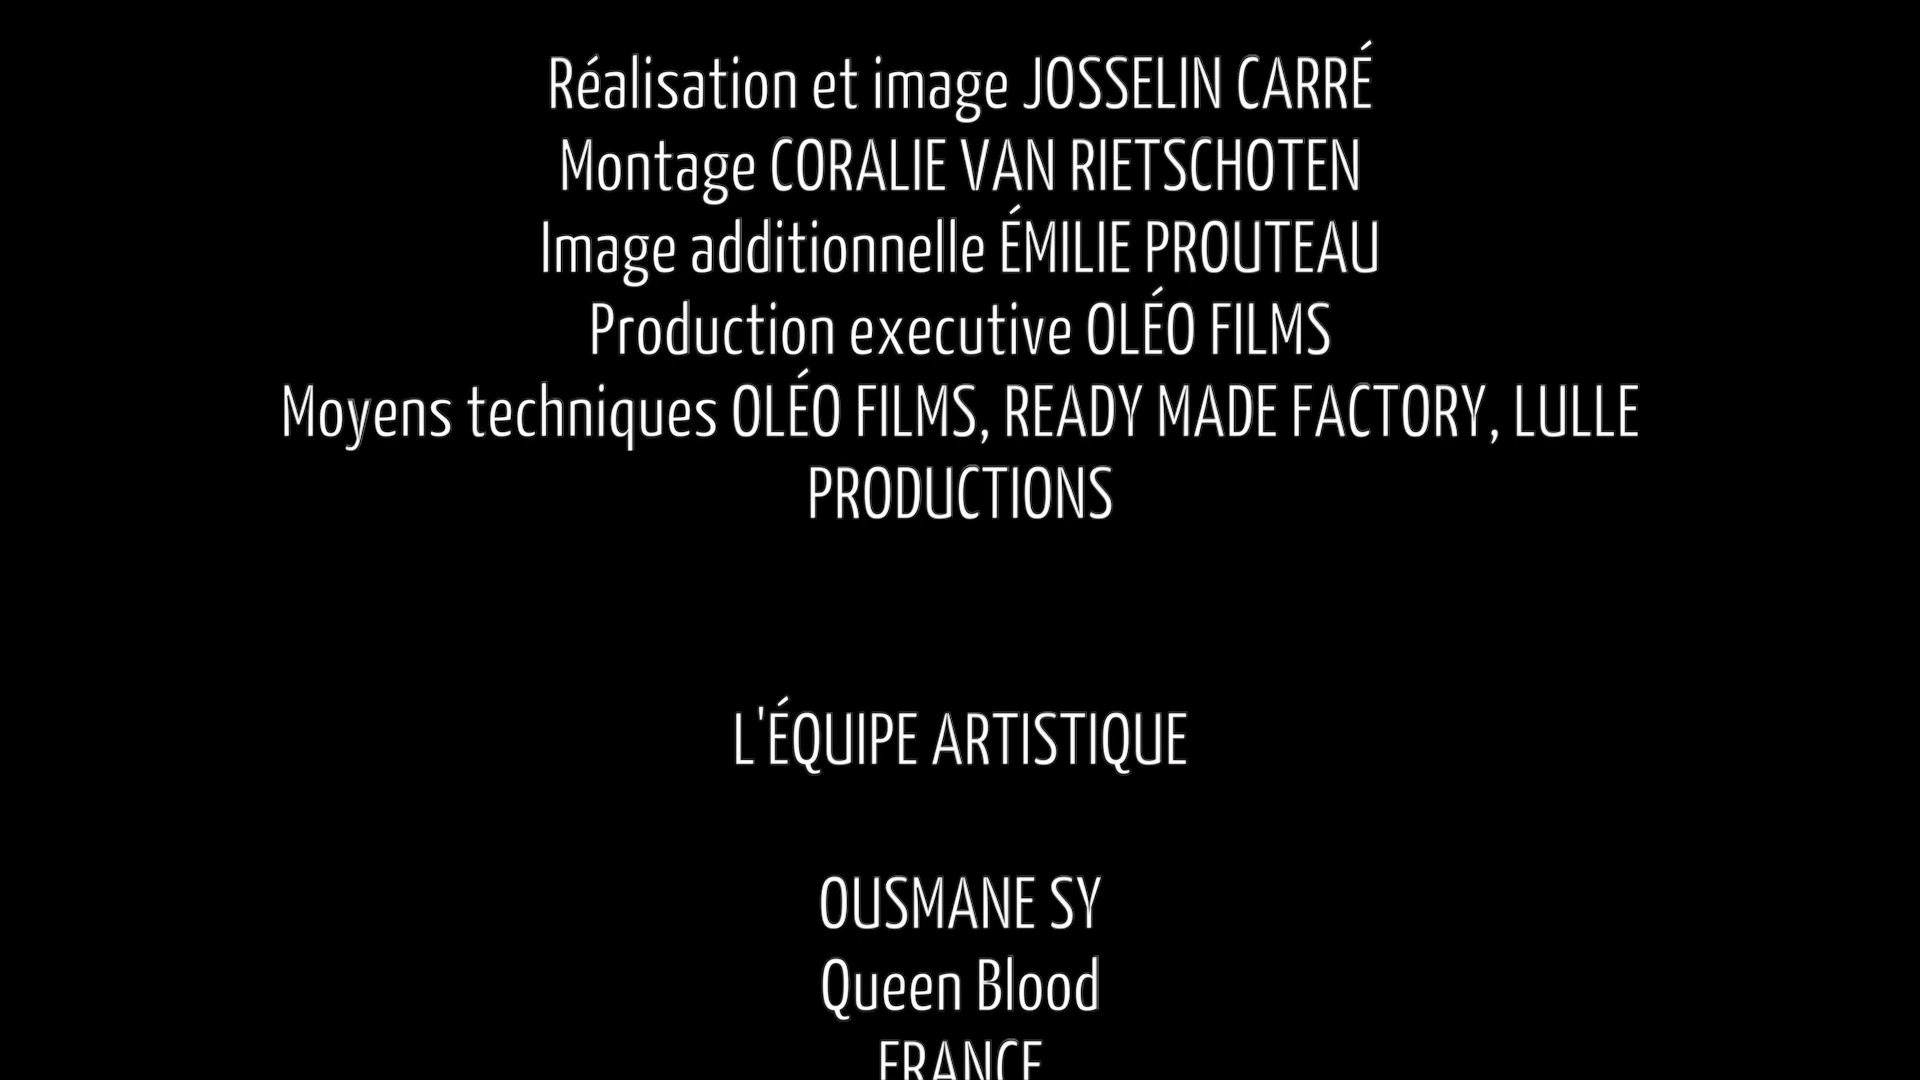 Réalisation et image JOSSELIN CARRÉ
Montage CORALIE VAN RIETSCHOTEN
Image additionnelle ÉMILIE PROUTEAU
Production executive OLÉO FILMS
Moyens techniques OLÉO FILMS, READY MADE FACTORY, LULLE
PRODUCTIONS
L'ÉQUIPE ARTISTIQUE
OUSMANE SY
Queen Blood
FRANCE